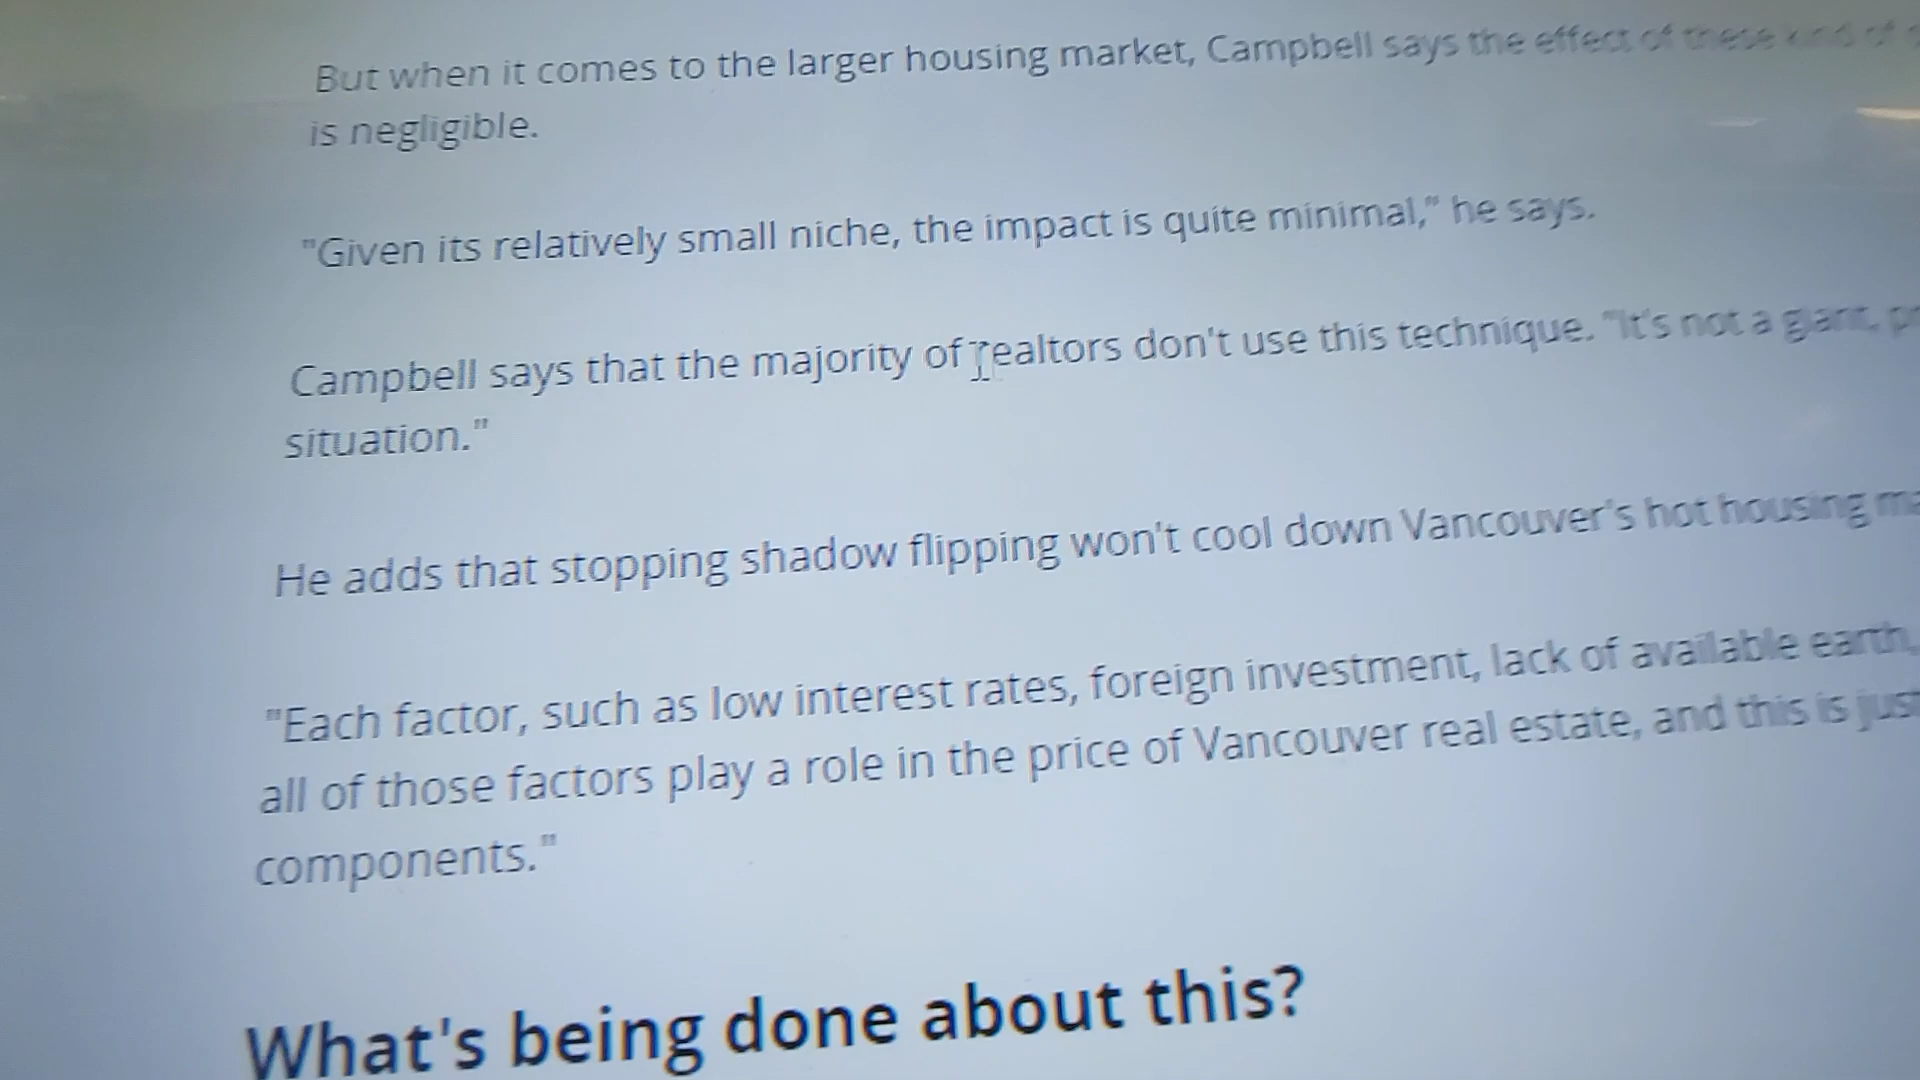 But when it comes to the larger housing market, Campbell says the effect of these kind of
is negligible.
"Given its relatively small niche, the impact is quite minimal," he says.
Campbell says that the majority of realtors don't use this technique. "It's not a giant,
situation."
He adds that stopping shadow flipping won't cool down Vancouver's hot housing
"Each factor, such as low interest rates, foreign investment, lack of available earth,
all of those factors play a role in the price of Vancouver real estate, and this is just
components."
What's being done about this?